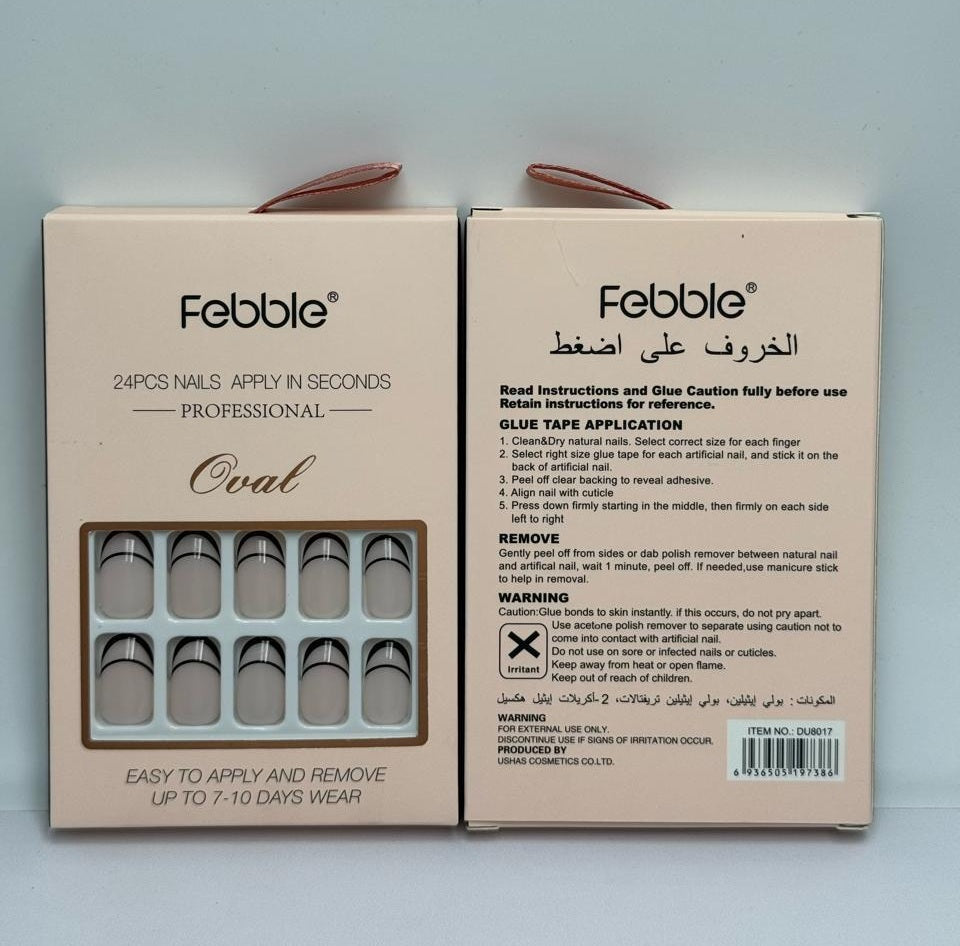 Febble®
24PCS NAILS APPLY IN SECONDS
PROFESSIONAL
Oval
EASY TO APPLY AND REMOVE
UP TO 7-10 DAYS WEAR
Febble®
الخروف على اضغط
Read Instructions and Glue Caution fully before use
Retain instructions for reference.
GLUE TAPE APPLICATION
1. Clean&Dry natural nails. Select correct size for each finger
2. Select right size glue tape for each artificial nail, and stick it on the
back of artificial nail.
3. Peel off clear backing to reveal adhesive.
4. Align nail with cuticle
5. Press down firmly starting in the middle, then firmly on each side
left to right
REMOVE
Gently peel off from sides or dab polish remover between natural nail
and artifical nail, wait 1 minute, peel off. If needed,use manicure stick
to help in removal.
WARNING
Caution:Glue bonds to skin instantly. if this occurs, do not pry apart.
Use acetone polish remover to separate using caution not to
come into contact with artificial nail.
Do not use on sore or infected nails or cuticles.
Keep away from heat or open flame.
Keep out of reach of children.
Irritant
المكونات : بولي إيثيلين، بولي إيثيلين تريفتالات، 2 -أكريلات إيثيل هكسيل
WARNING
FOR EXTERNAL USE ONLY.
DISCONTINUE USE IF SIGNS OF IRRITATION OCCUR.
PRODUCED BY
USHAS COSMETICS CO.LTD.
ITEM NO.: DU8017
6 936505 197386